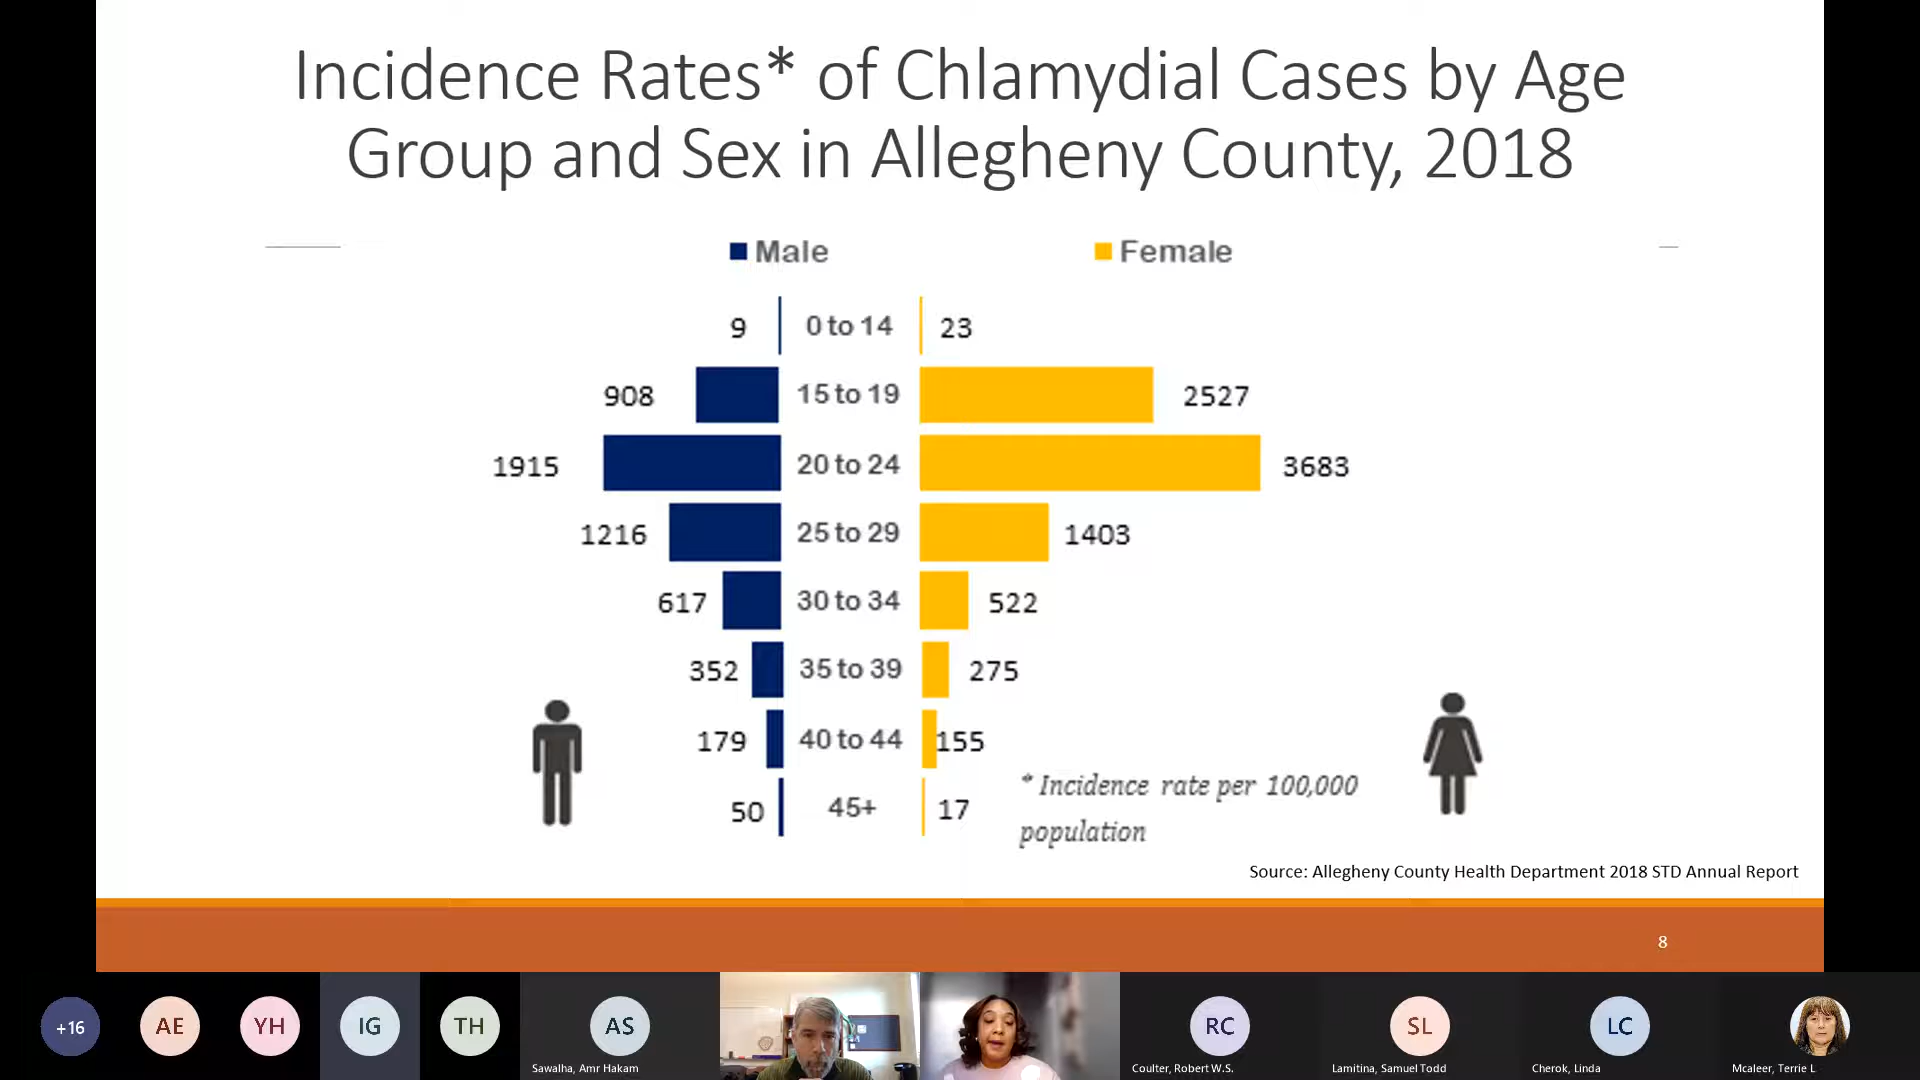 Incidence Rates* of Chlamydial Cases by Age
Group and Sex in Allegheny County, 2018
Male Female
9 0 to 14 23
908 15 to 19 2527
1915 20 to 24 3683
1216 25 to 29 1403
617 30 to 34 522
352 35 to 39 275
179 40 to 44 155
50 45+ 17
* Incidence rate per 100,000
population
Source: Allegheny County Health Department 2018 STD Annual Report
8
+16 AE YH IG TH AS RC SL LC
Sawalha, Amr Hakam Coulter, Robert W.S. Lamitina, Samuel Todd Cherok, Linda Mcaleer, Terrie L